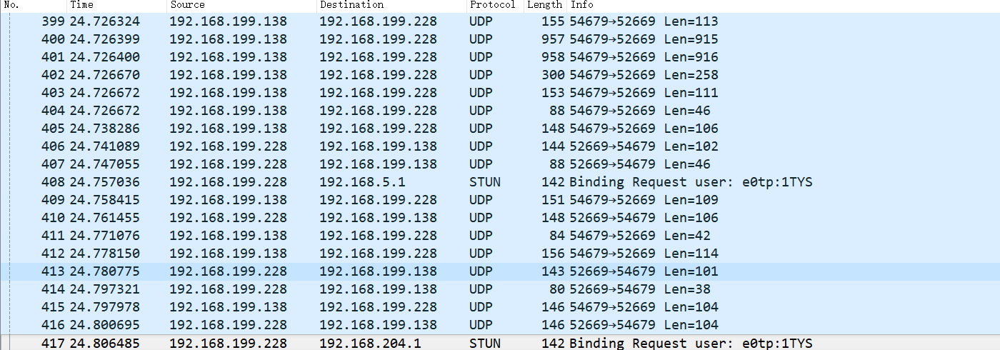 No. Time Source Destination Protocol Length Info
399 24.726324 192.168.199.138 192.168.199.228 UDP 155 54679→52669 Len=113
400 24.726399 192.168.199.138 192.168.199.228 UDP 957 54679→52669 Len=915
401 24.726400 192.168.199.138 192.168.199.228 UDP 958 54679→52669 Len=916
402 24.726670 192.168.199.138 192.168.199.228 UDP 300 54679→52669 Len=258
403 24.726672 192.168.199.138 192.168.199.228 UDP 153 54679→52669 Len=111
404 24.726672 192.168.199.138 192.168.199.228 UDP 88 54679→52669 Len=46
405 24.738286 192.168.199.138 192.168.199.228 UDP 148 54679→52669 Len=106
406 24.741089 192.168.199.228 192.168.199.138 UDP 144 52669→54679 Len=102
407 24.747055 192.168.199.228 192.168.199.138 UDP 88 52669→54679 Len=46
408 24.757036 192.168.199.228 192.168.5.1 STUN 142 Binding Request user: e0tp:1TYS
409 24.758415 192.168.199.138 192.168.199.228 UDP 151 54679→52669 Len=109
410 24.761455 192.168.199.228 192.168.199.138 UDP 148 52669→54679 Len=106
411 24.771076 192.168.199.138 192.168.199.228 UDP 84 54679→52669 Len=42
412 24.778150 192.168.199.138 192.168.199.228 UDP 156 54679→52669 Len=114
413 24.780775 192.168.199.228 192.168.199.138 UDP 143 52669→54679 Len=101
414 24.797321 192.168.199.228 192.168.199.138 UDP 80 52669→54679 Len=38
415 24.797978 192.168.199.138 192.168.199.228 UDP 146 54679→52669 Len=104
416 24.800695 192.168.199.228 192.168.199.138 UDP 146 52669→54679 Len=104
417 24.806485 192.168.199.228 192.168.204.1 STUN 142 Binding Request user: e0tp:1TYS